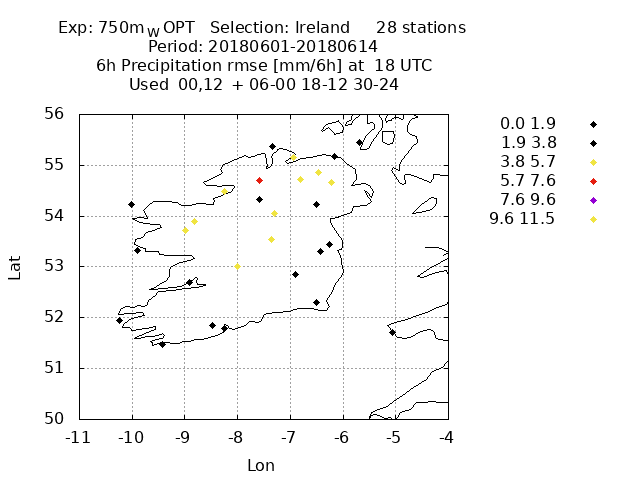 Exp: 750m_W OPT   Selection: Ireland     28 stations
Period: 20180601-20180614
6h Precipitation rmse [mm/6h] at  18 UTC
Used  00,12  + 06-00 18-12 30-24
0.0 1.9
1.9 3.8
3.8 5.7
5.7 7.6
7.6 9.6
9.6 11.5
56
55
54
53
52
51
50
Lat
-11 -10 -9 -8 -7 -6 -5 -4
Lon